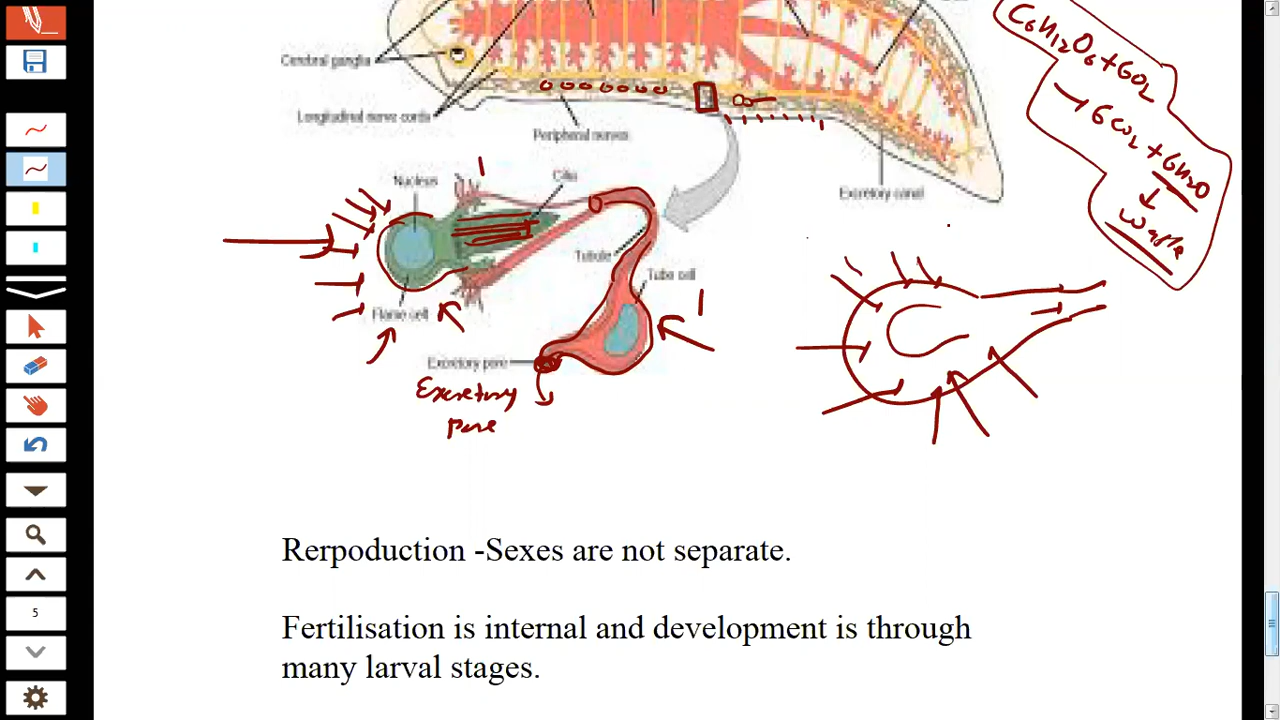 C6H12O6 + 6O2
→ 6CO2 + 6H2O
Waste
Cerebral ganglia
Longitudinal nerve cords
Peripheral nerves
Excretory canal
Nucleus
Cilia
Tubule
Tube cell
Flame cell
Excretory pore
Excretory
Pore
5
Rerpoduction -Sexes are not separate.
Fertilisation is internal and development is through
many larval stages.